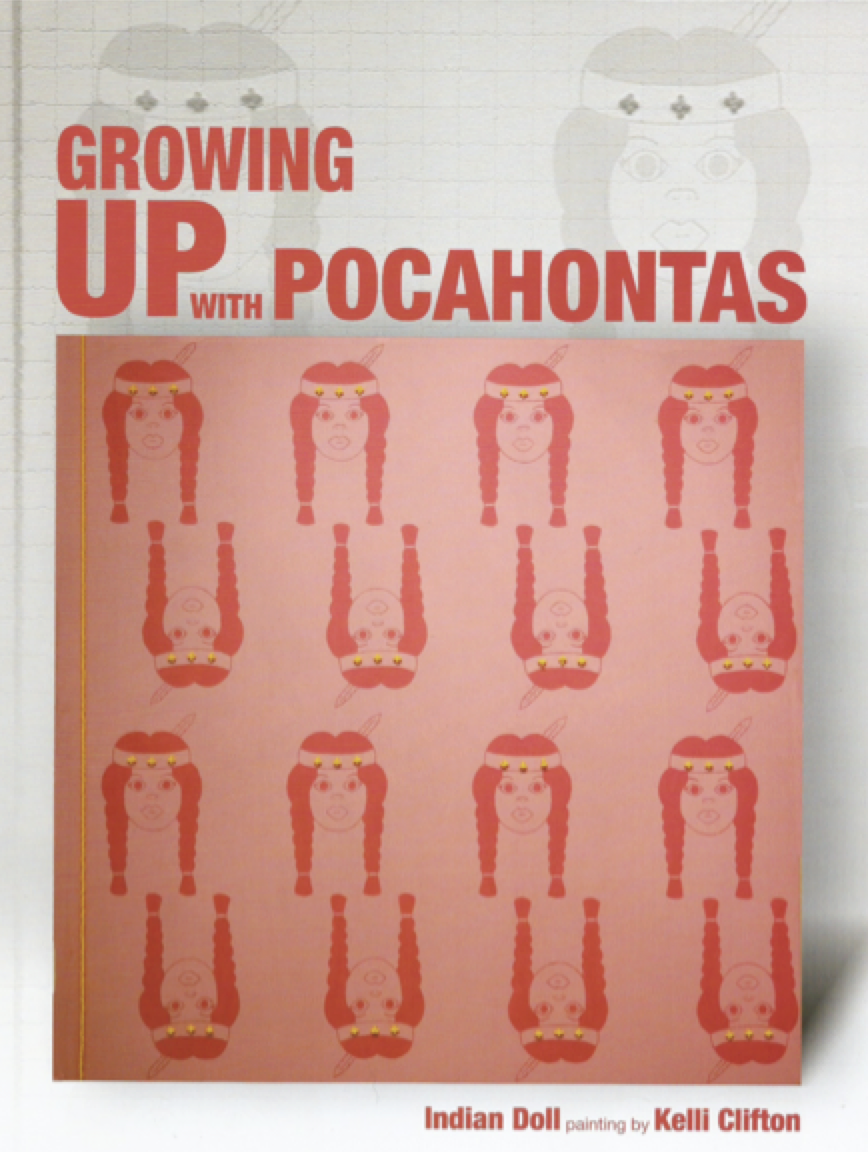 GROWING
UP WITH POCAHONTAS
Indian Doll painting by Kelli Clifton